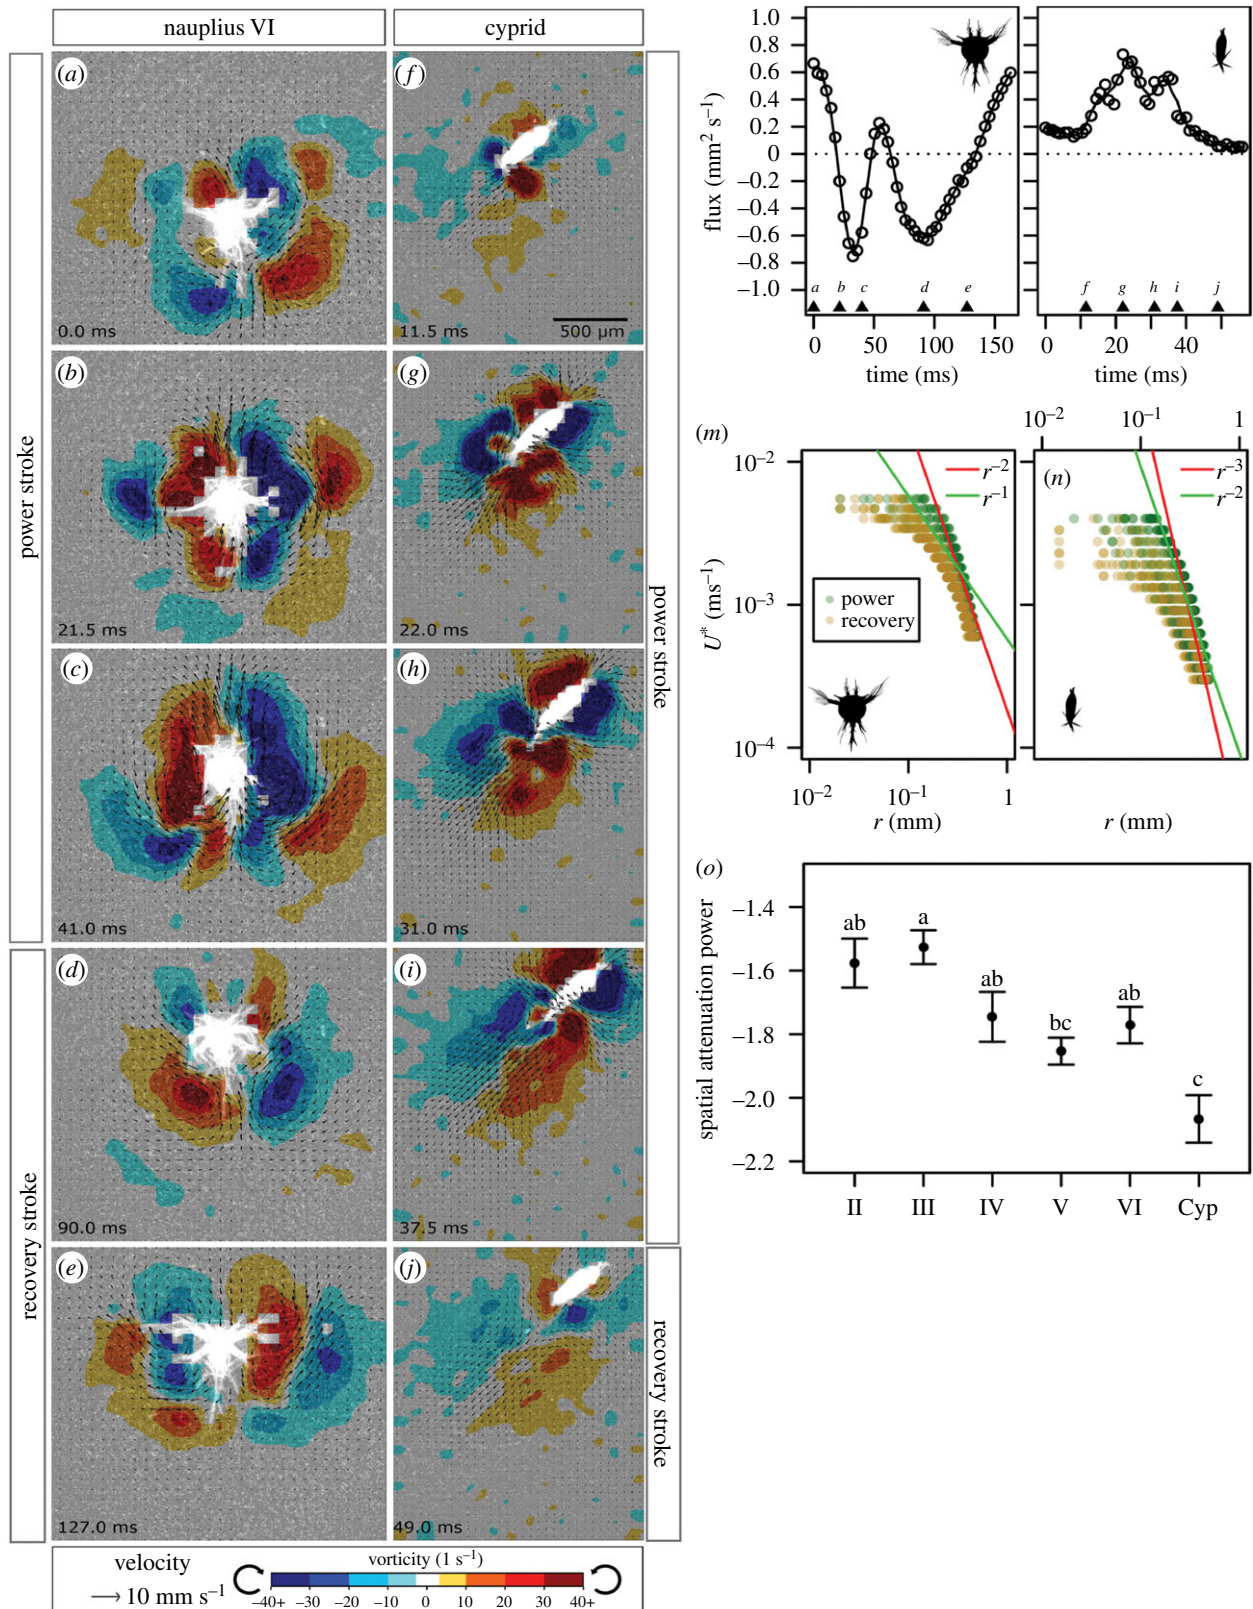 nauplius VI
cyprid
power stroke
recovery stroke
(a)
0.0 ms
(b)
21.5 ms
(c)
41.0 ms
(d)
90.0 ms
(e)
127.0 ms
(f)
11.5 ms
500 µm
(g)
22.0 ms
(h)
31.0 ms
(i)
37.5 ms
(j)
49.0 ms
power stroke
recovery stroke
velocity
→ 10 mm s⁻¹
vorticity (1 s⁻¹)
−40+ −30 −20 −10 0 10 20 30 40+
flux (mm² s⁻¹)
1.0
0.8
0.6
0.4
0.2
0
−0.2
−0.4
−0.6
−0.8
−1.0
a b c d e
0 50 100 150
time (ms)
f g h i j
0 20 40
time (ms)
(m)
U* (ms⁻¹)
10⁻²
10⁻³
10⁻⁴
r⁻²
r⁻¹
power
recovery
10⁻² 10⁻¹ 1
r (mm)
10⁻² 10⁻¹ 1
(n)
r⁻³
r⁻²
r (mm)
(o)
spatial attenuation power
−1.4
−1.6
−1.8
−2.0
−2.2
ab a ab bc ab c
II III IV V VI Cyp